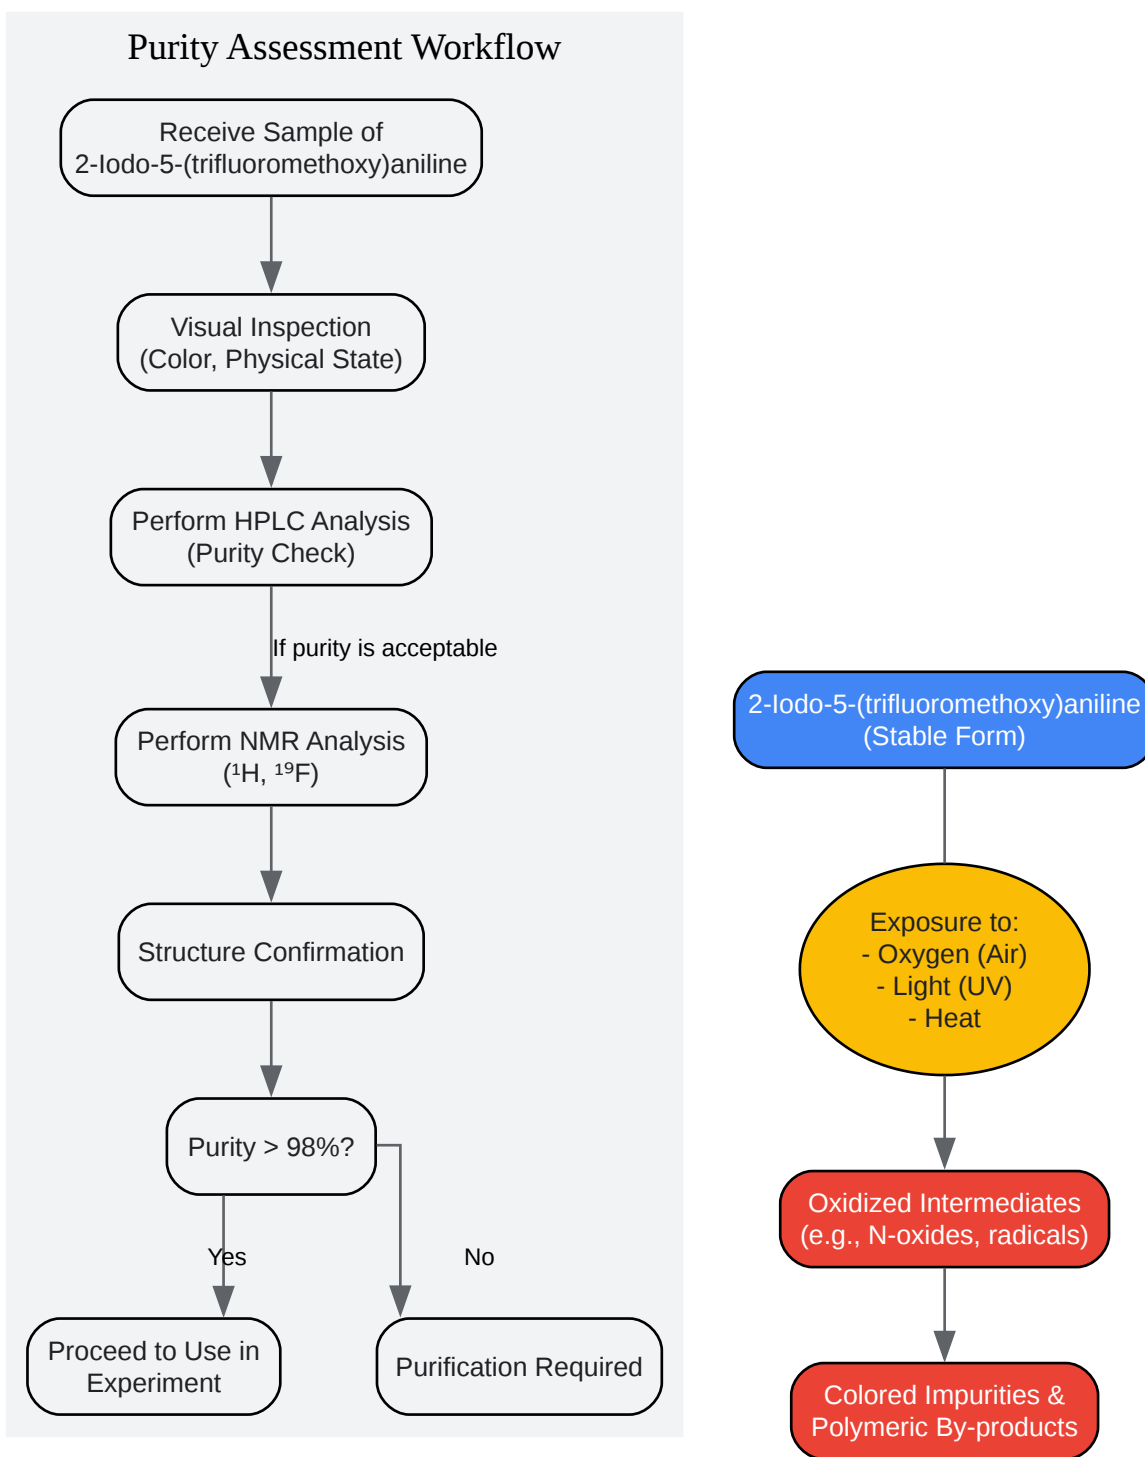 Purity Assessment Workflow
Receive Sample of
2-Iodo-5-(trifluoromethoxy)aniline
Visual Inspection
(Color, Physical State)
Perform HPLC Analysis
(Purity Check)
If purity is acceptable
Perform NMR Analysis
(¹H, ¹⁹F)
Structure Confirmation
Purity > 98%?
Yes
No
Proceed to Use in
Experiment
Purification Required
2-Iodo-5-(trifluoromethoxy)aniline
(Stable Form)
Exposure to:
- Oxygen (Air)
- Light (UV)
- Heat
Oxidized Intermediates
(e.g., N-oxides, radicals)
Colored Impurities &
Polymeric By-products